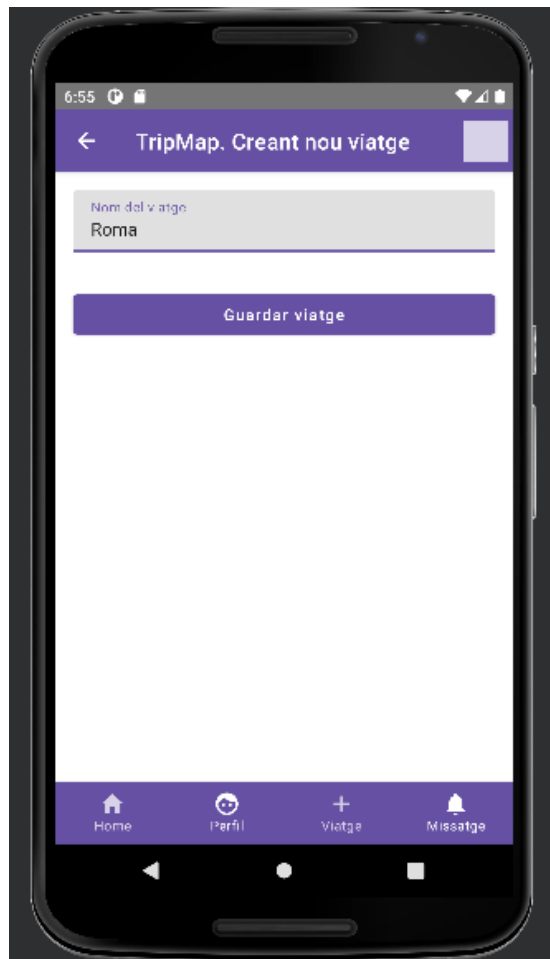 6:55
TripMap. Creant nou viatge
Nom del viatge
Roma
Guardar viatge
Home
Perfil
Viatge
Missatge